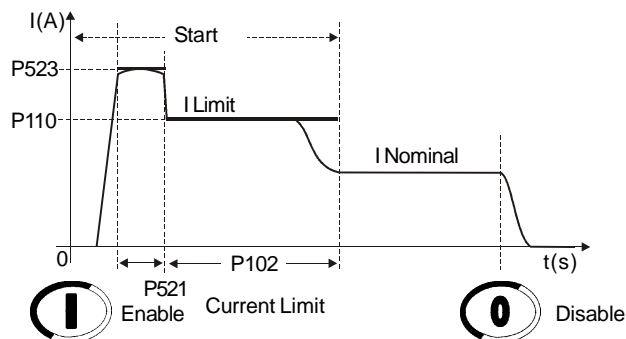 I(A)
Start
P523
I Limit
P110
I Nominal
0
P102
t(s)
P521
I Enable
Current Limit
0 Disable